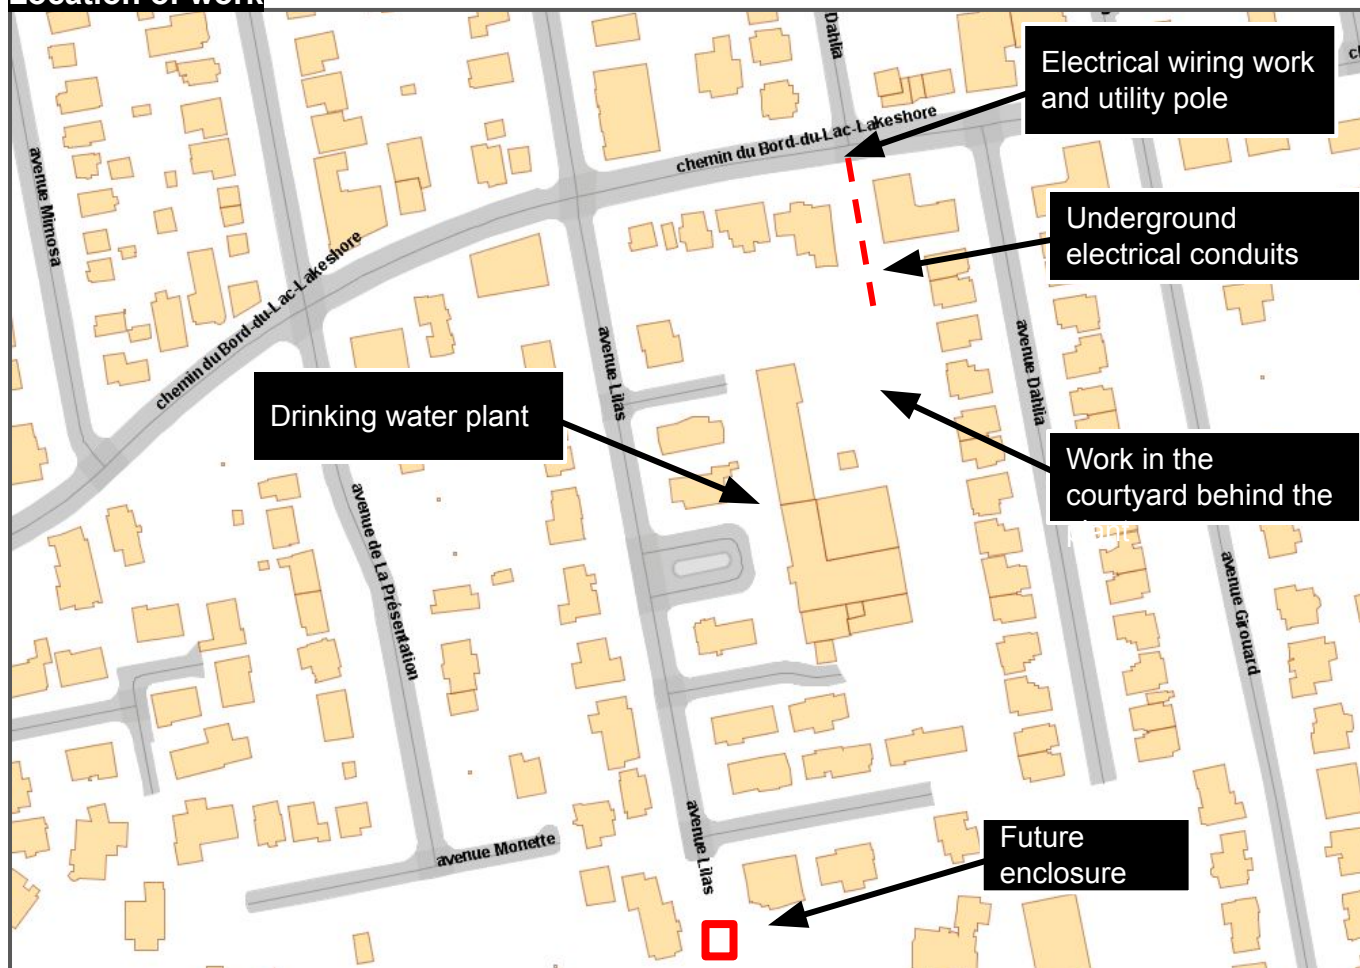 Location of work
Dahlia
Electrical wiring work
and utility pole
chemin du Bord-du-Lac-Lakeshore
avenue Mimosa
Underground
electrical conduits
chemin du Bord-du-Lac-Lakeshore
avenue Lilas
avenue Dahlia
Drinking water plant
Work in the
courtyard behind the
plant
avenue de La Présentation
avenue Girouard
avenue Monette
avenue Lilas
Future
enclosure